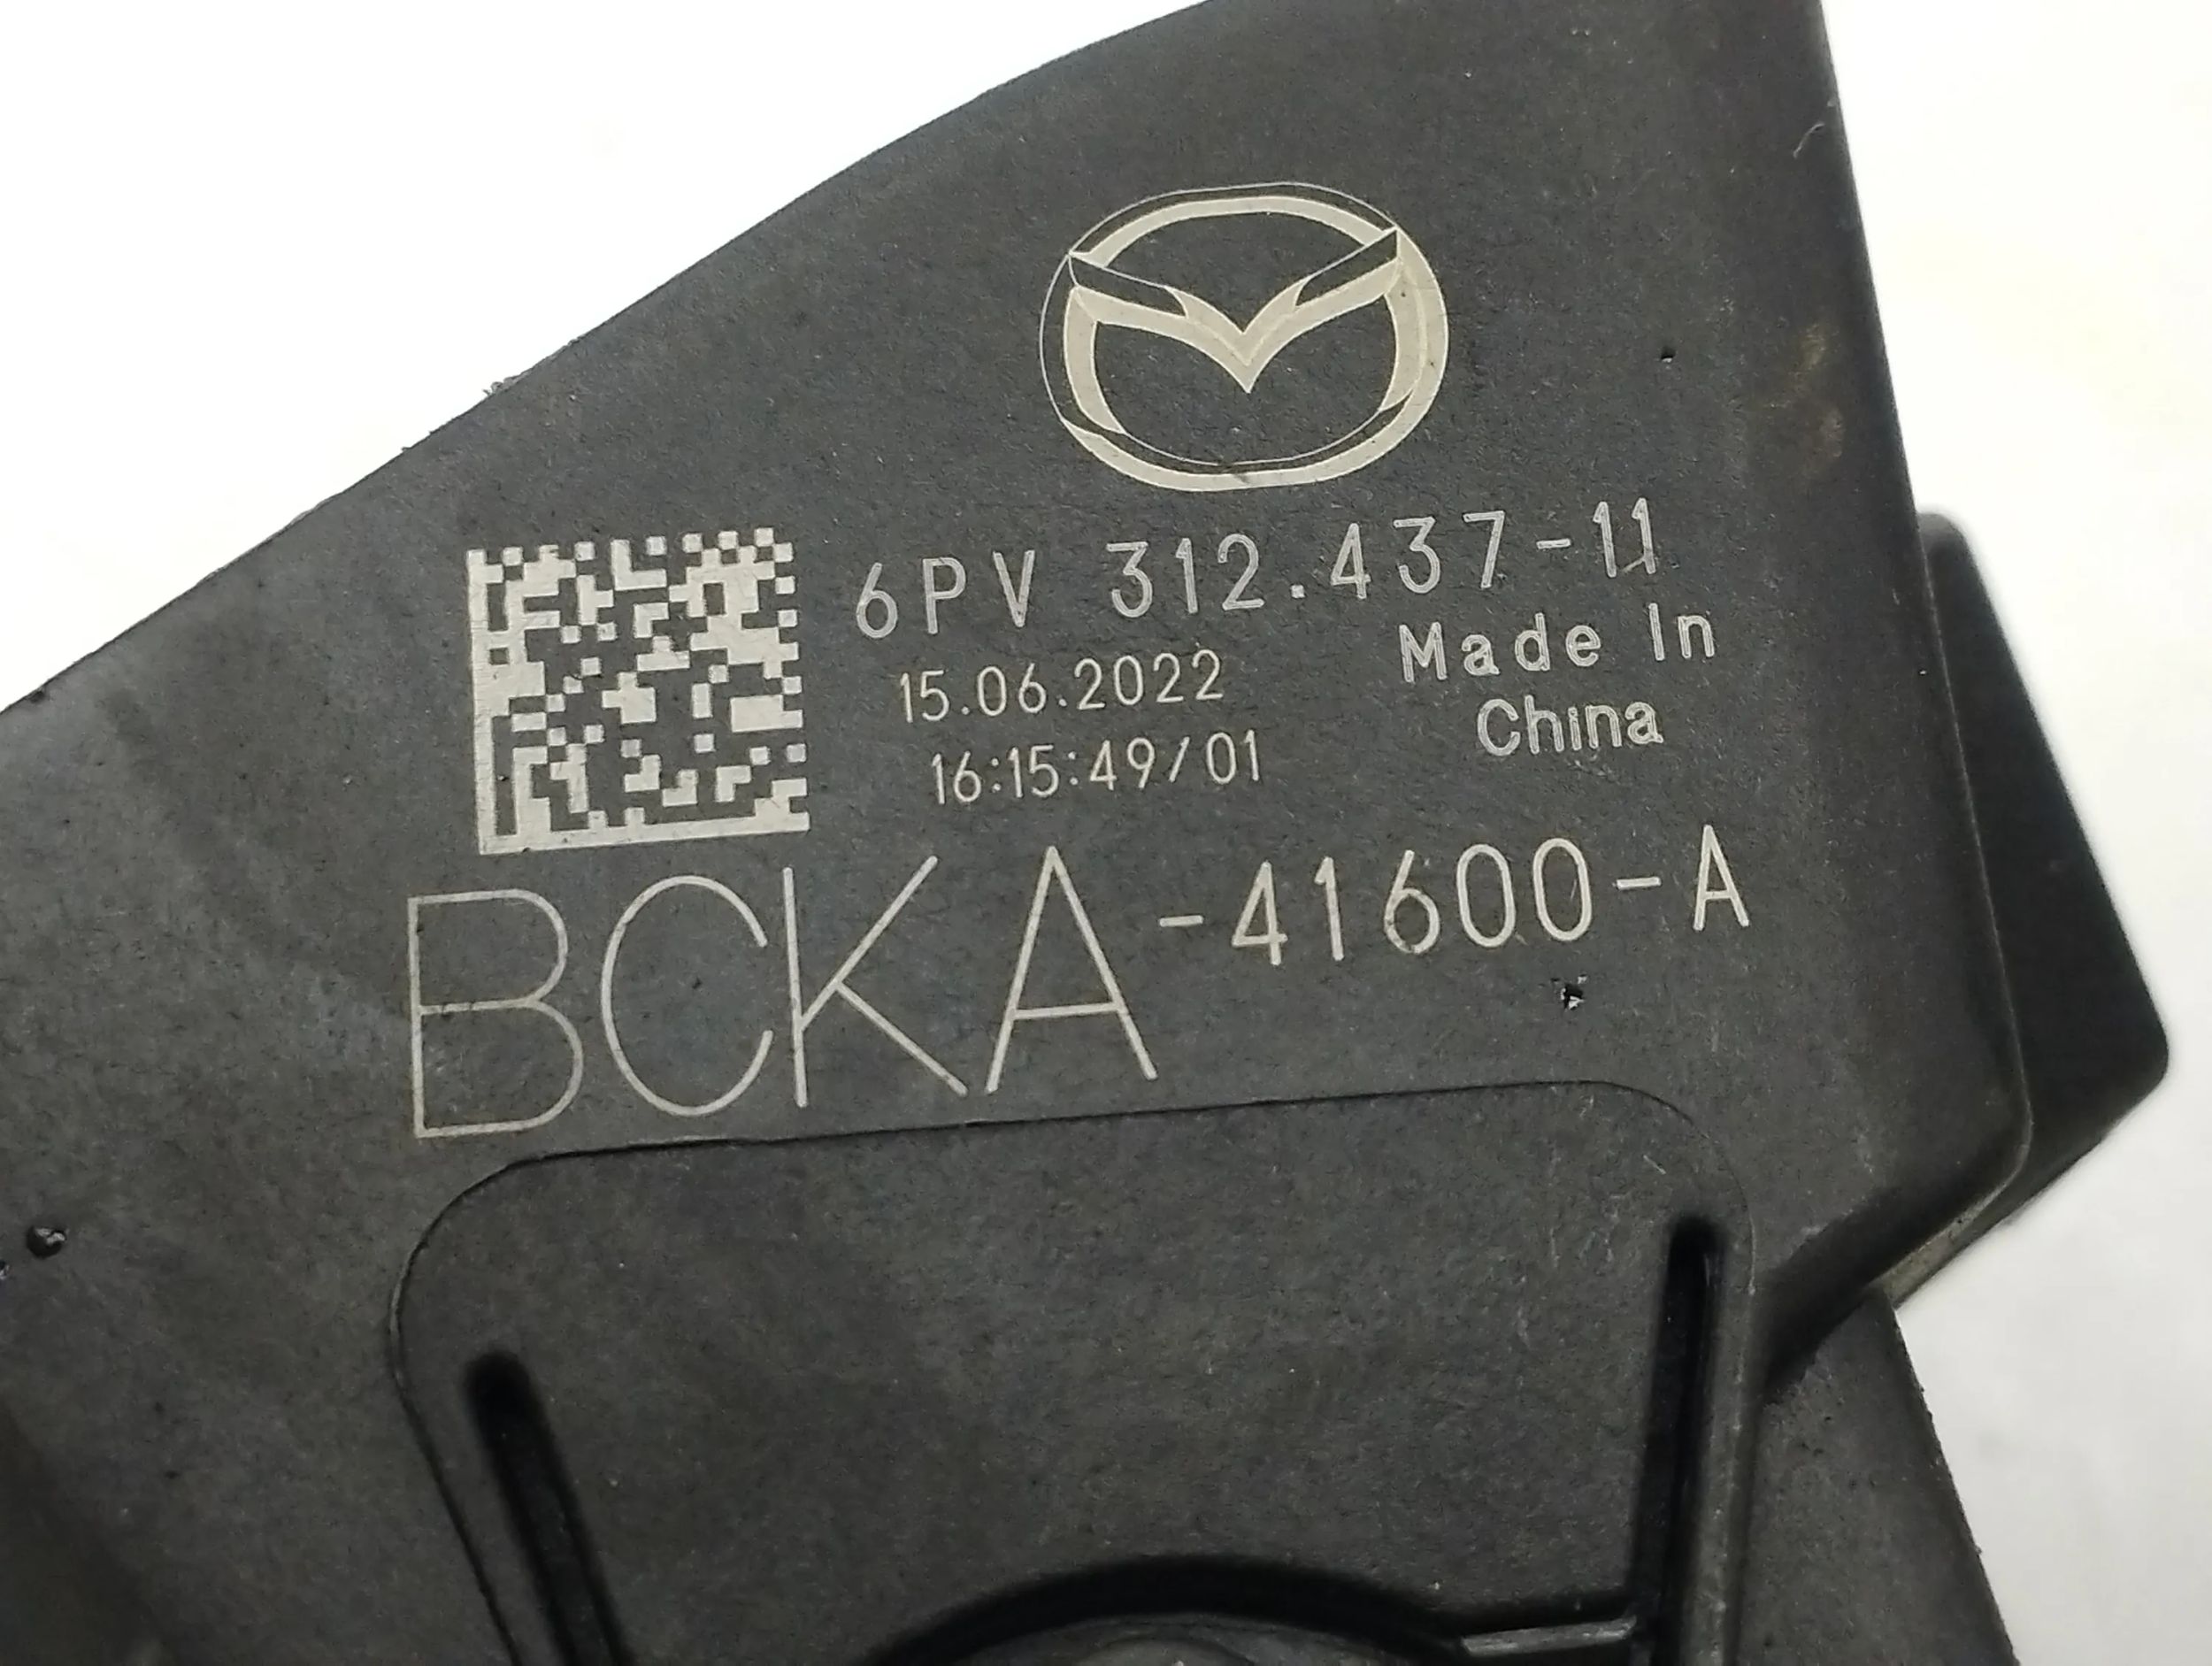 6PV 312.437-11
15.06.2022
Made In
China
16:15:49/01
BCKA-41600-A